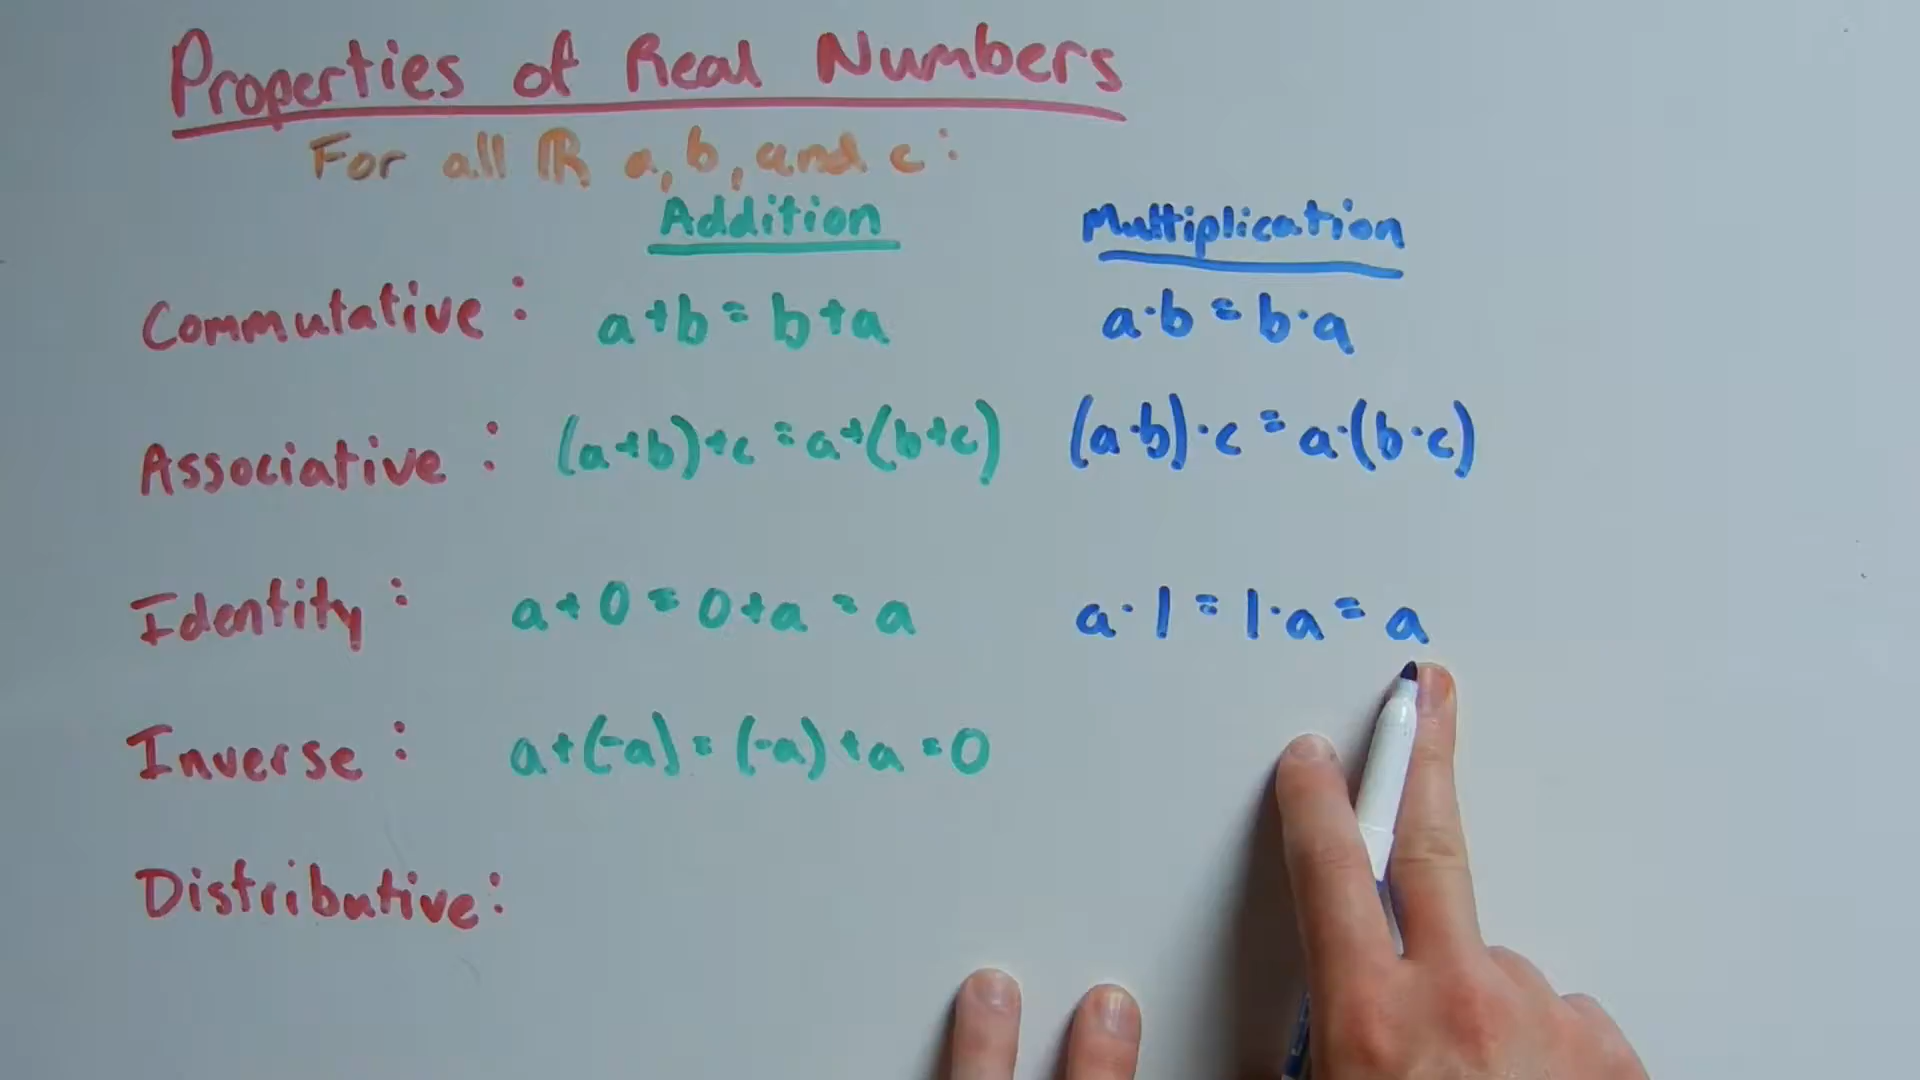 Properties of Real Numbers
For all ℝ a, b, and c:
Addition Multiplication
Commutative: a+b=b+a a·b=b·a
Associative: (a+b)+c=a+(b+c) (a·b)·c=a·(b·c)
Identity: a+0=0+a=a a·1=1·a=a
Inverse: a+(-a)=(-a)+a=0
Distributive: